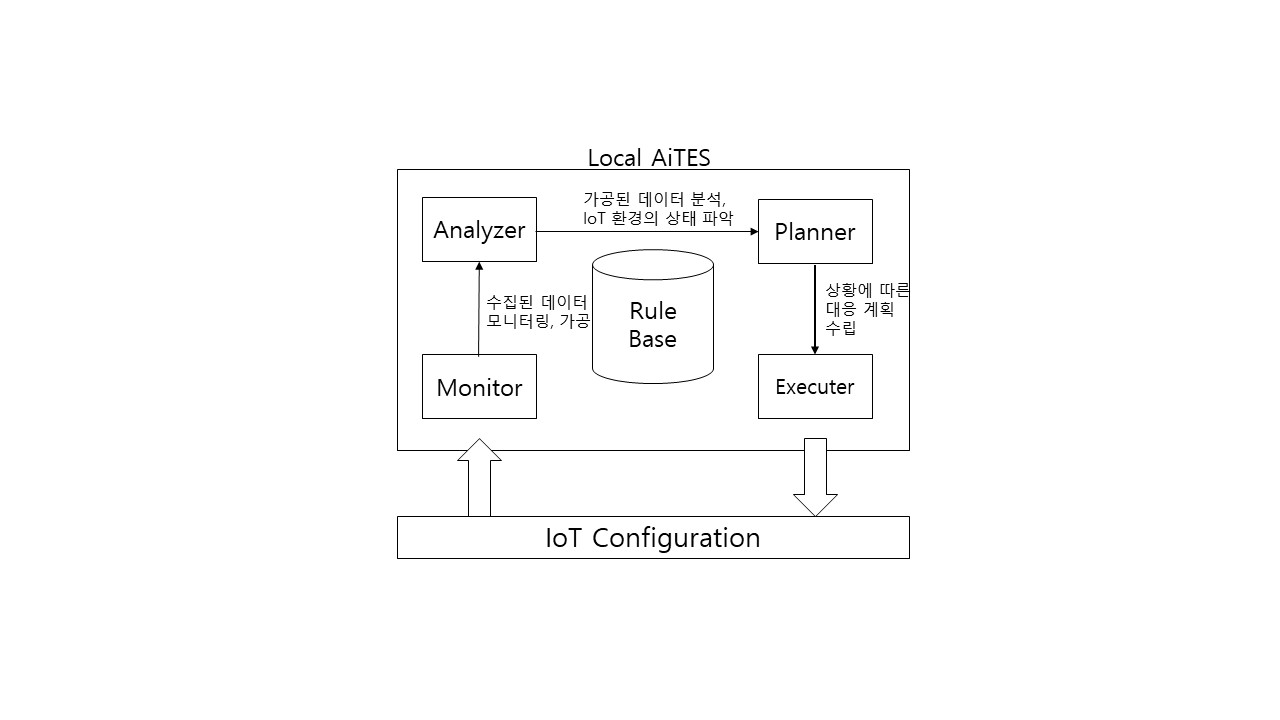 Local AiTES
가공된 데이터 분석,
IoT 환경의 상태 파악
Analyzer
Planner
수집된 데이터
모니터링, 가공
Rule
Base
상황에 따른
대응 계획
수립
Monitor
Executer
IoT Configuration